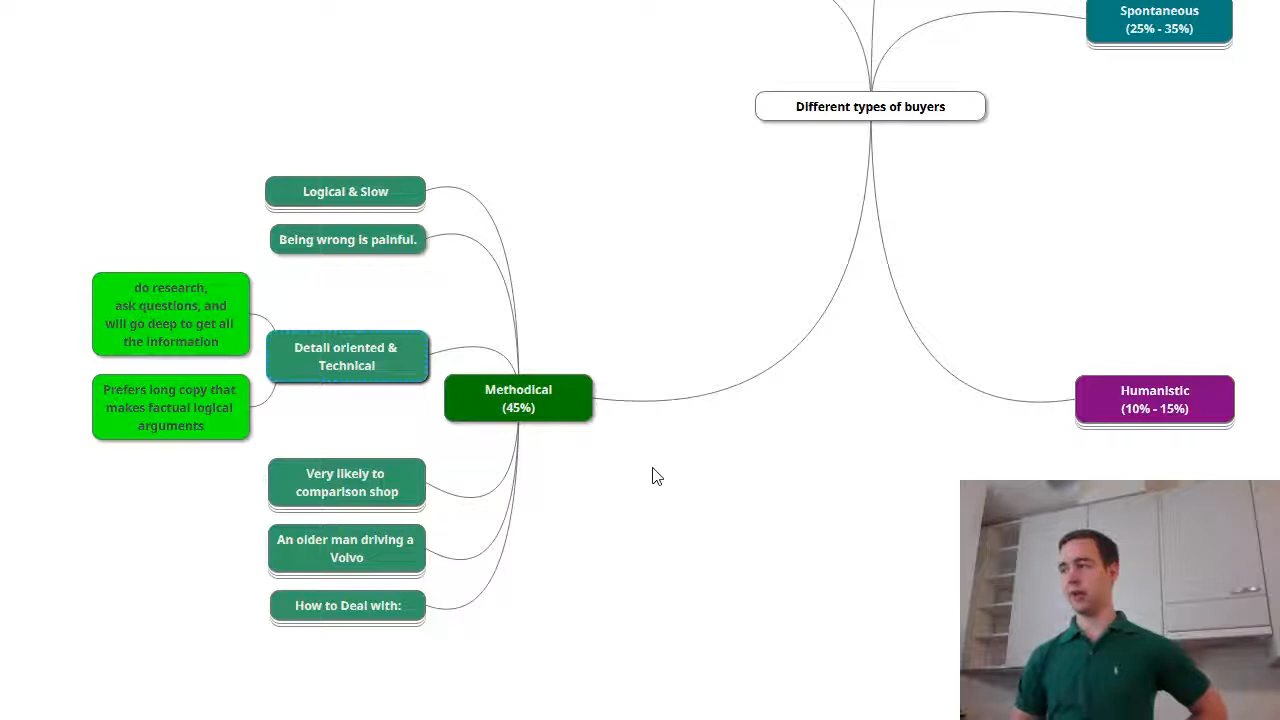 Spontaneous
(25% - 35%)
Different types of buyers
Logical & Slow
Being wrong is painful.
do research,
ask questions, and
will go deep to get all
the information
Detail oriented &
Technical
Prefers long copy that
makes factual logical
arguments
Methodical
(45%)
Humanistic
(10% - 15%)
Very likely to
comparison shop
An older man driving a
Volvo
How to Deal with: